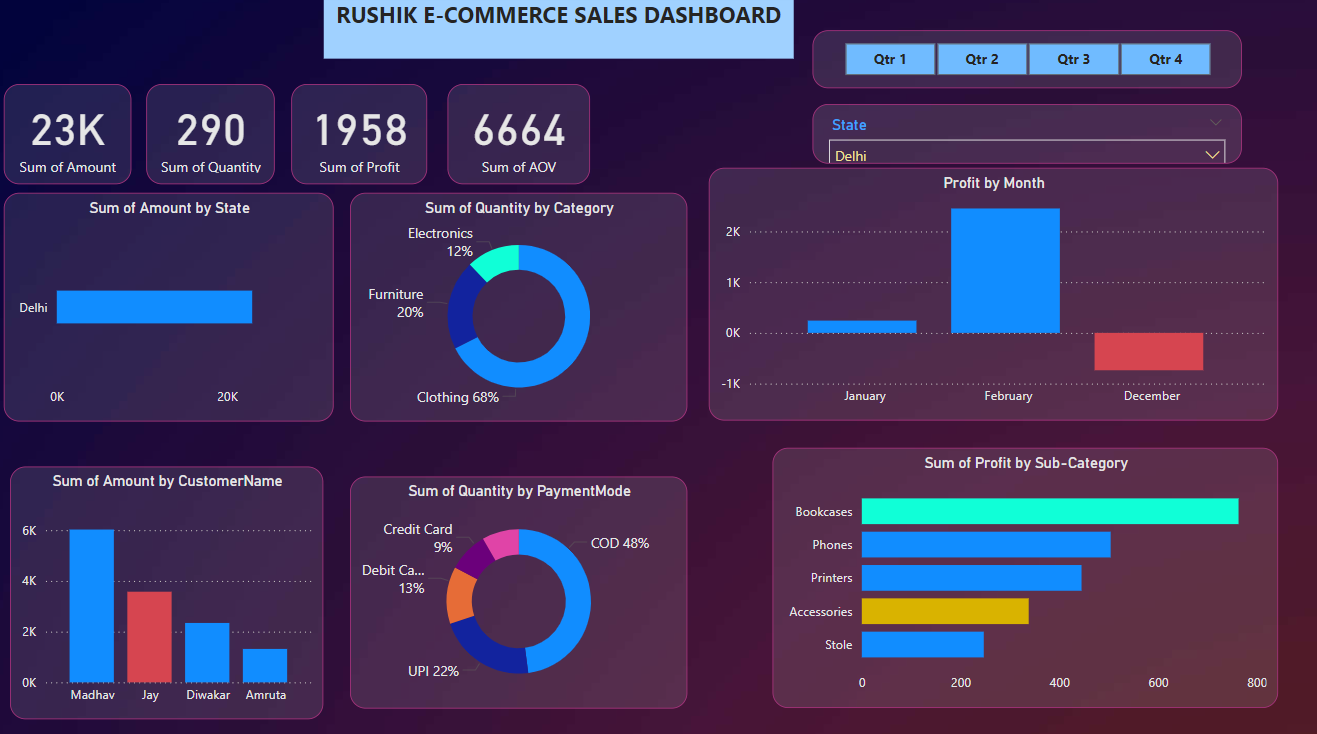 RUSHIK E-COMMERCE SALES DASHBOARD
Qtr 1
Qtr 2
Qtr 3
Qtr 4
State
Delhi
23K
Sum of Amount
290
Sum of Quantity
1958
Sum of Profit
6664
Sum of AOV
Sum of Amount by State
Delhi
0K
20K
Sum of Quantity by Category
Electronics
12%
Furniture
20%
Clothing 68%
Profit by Month
2K
1K
0K
-1K
January
February
December
Sum of Amount by CustomerName
6K
4K
2K
0K
Madhav
Jay
Diwakar
Amruta
Sum of Quantity by PaymentMode
Credit Card
9%
Debit Ca...
13%
UPI 22%
COD 48%
Sum of Profit by Sub-Category
Bookcases
Phones
Printers
Accessories
Stole
0
200
400
600
800